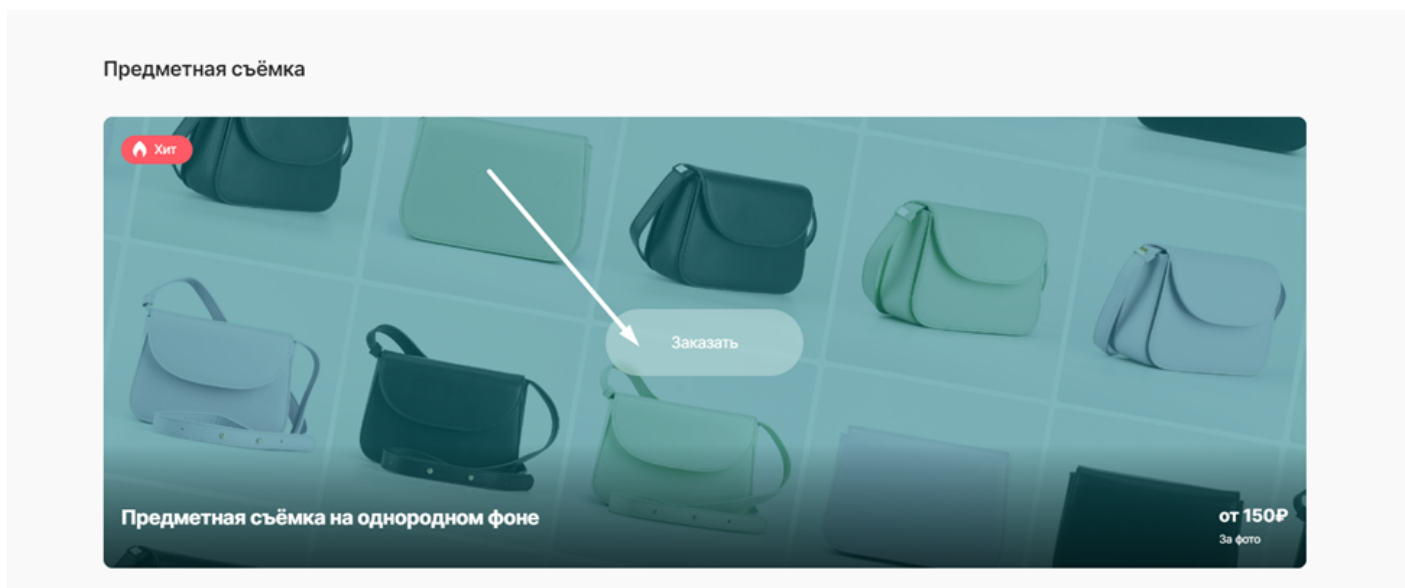 Предметная съёмка
Хит
Заказать
Предметная съёмка на однородном фоне
от 150₽
За фото